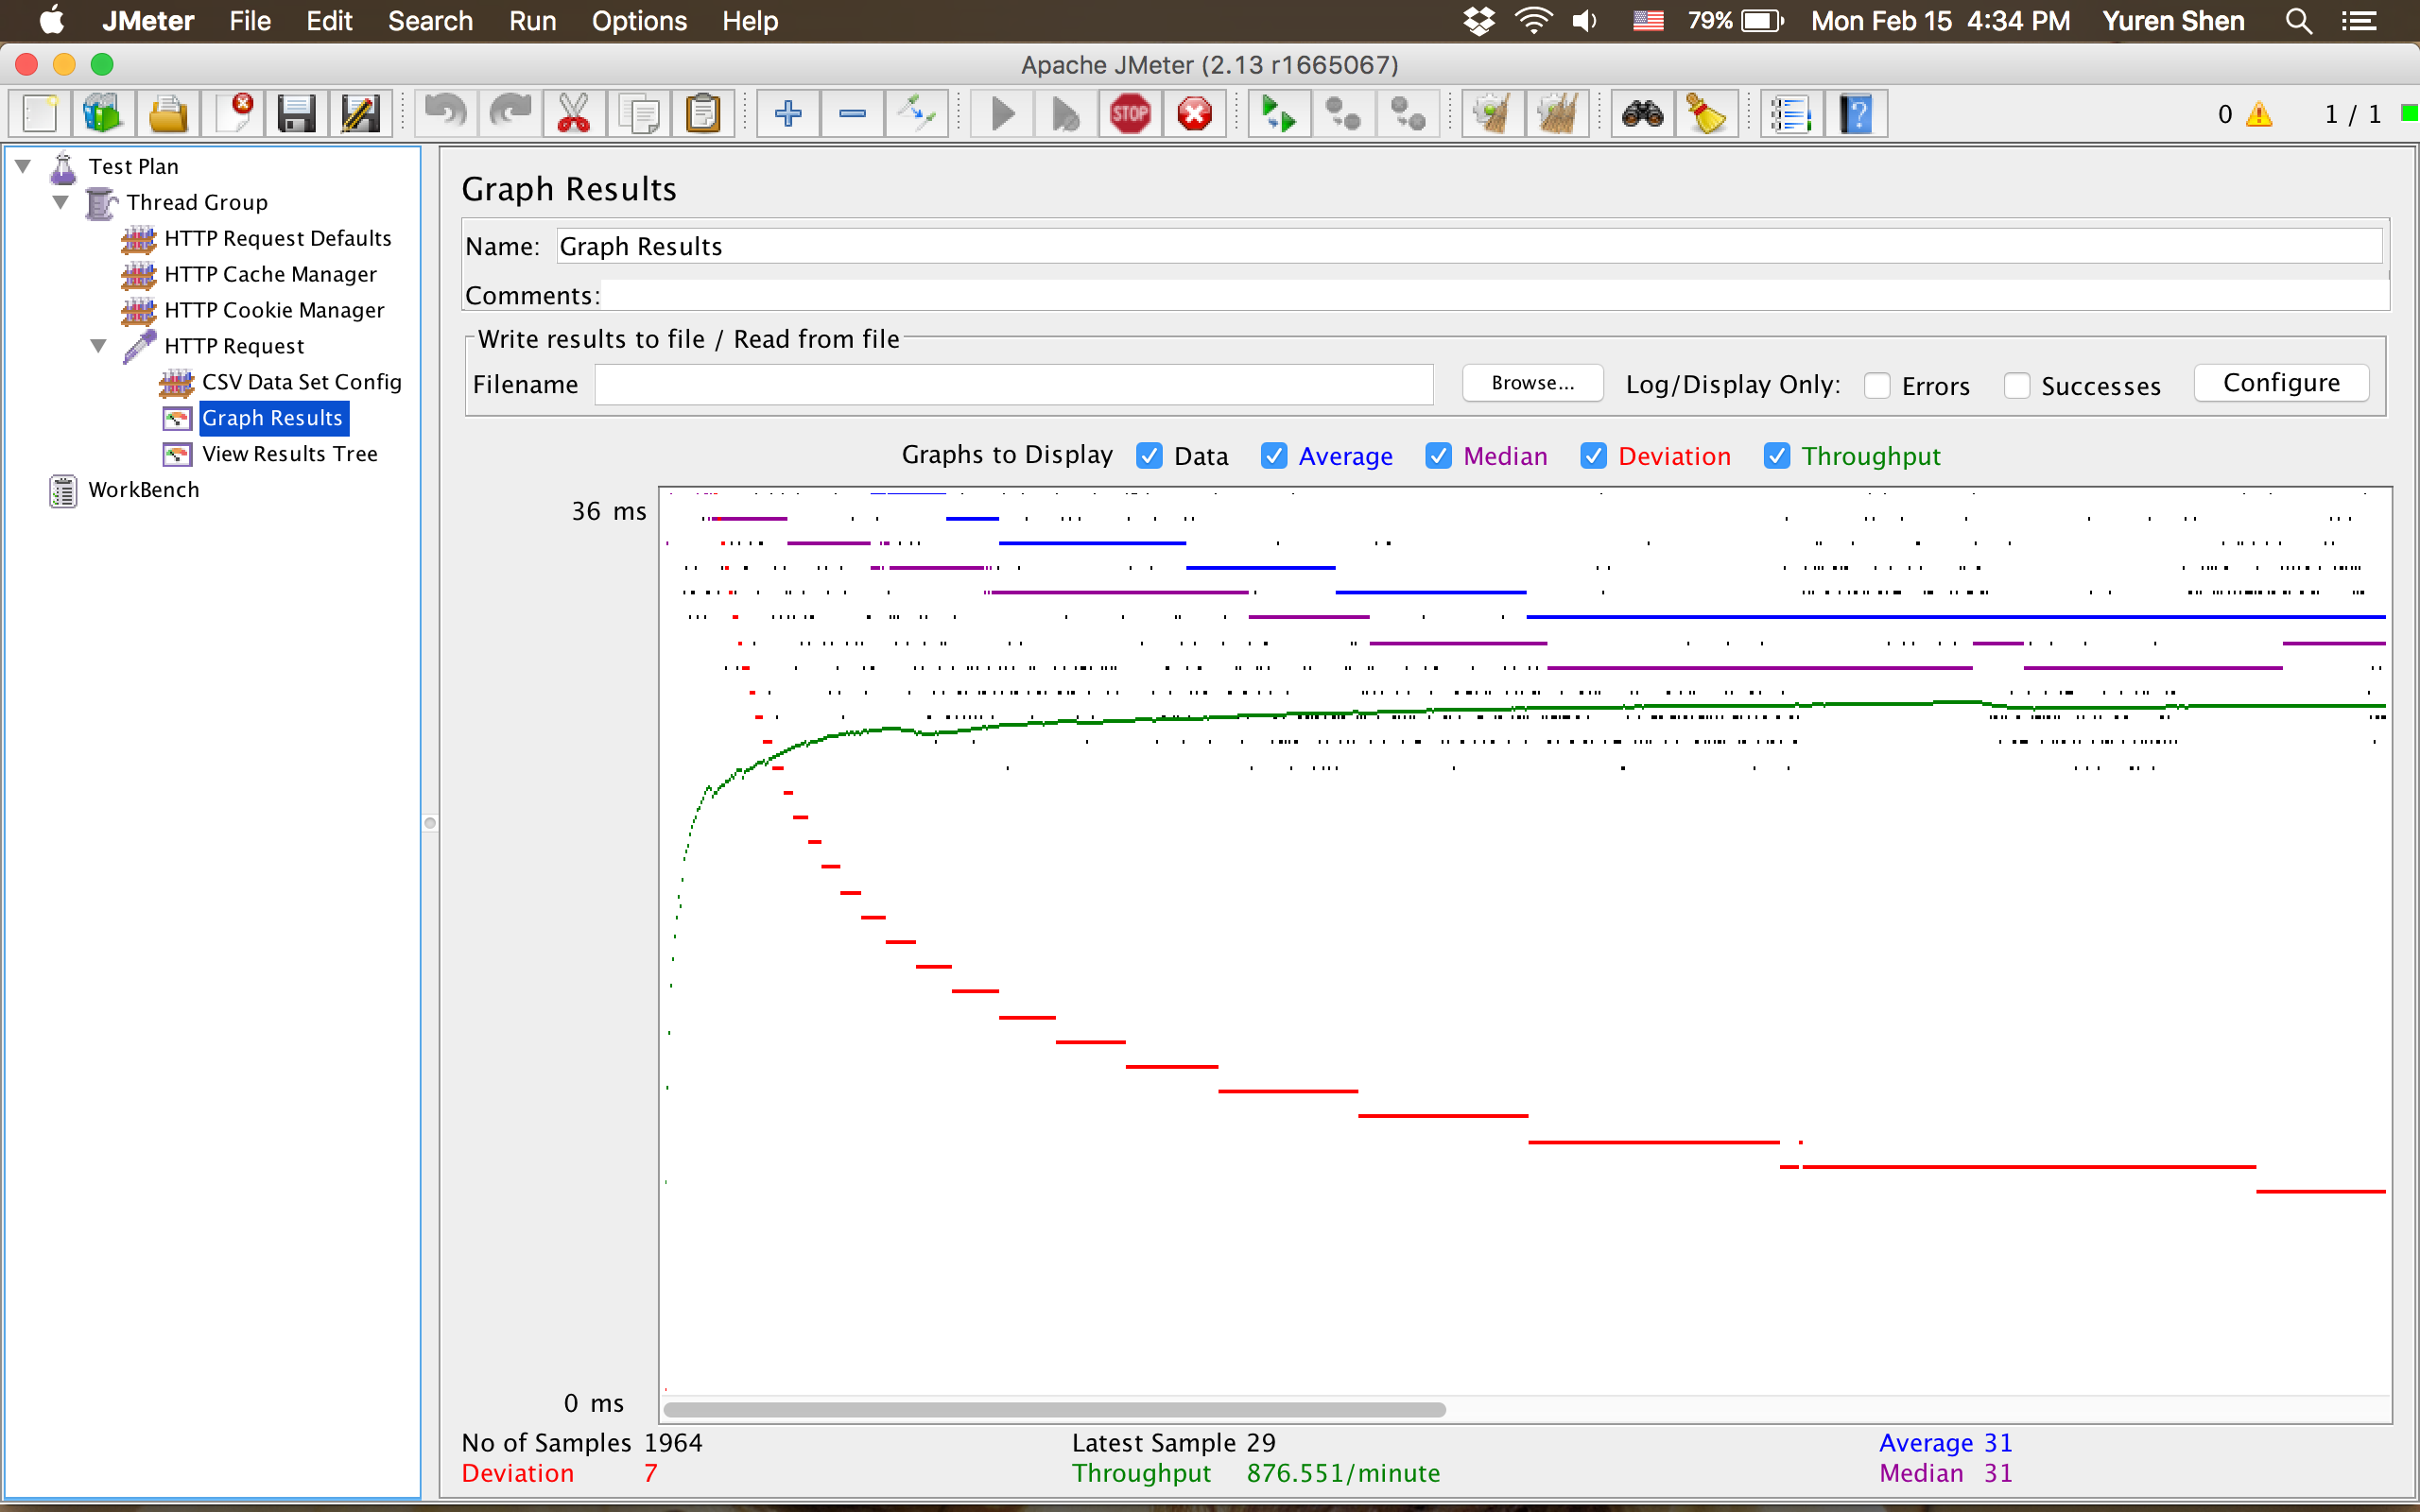 JMeter File Edit Search Run Options Help 79% Mon Feb 15 4:34 PM Yuren Shen
Apache JMeter (2.13 r1665067)
STOP ? 0 1 / 1
Test Plan
Thread Group
HTTP Request Defaults
HTTP Cache Manager
HTTP Cookie Manager
HTTP Request
CSV Data Set Config
Graph Results
View Results Tree
WorkBench
Graph Results
Name: Graph Results
Comments:
Write results to file / Read from file
Filename Browse... Log/Display Only: Errors Successes Configure
Graphs to Display Data Average Median Deviation Throughput
36 ms
0 ms
No of Samples 1964 Latest Sample 29 Average 31
Deviation 7 Throughput 876.551/minute Median 31